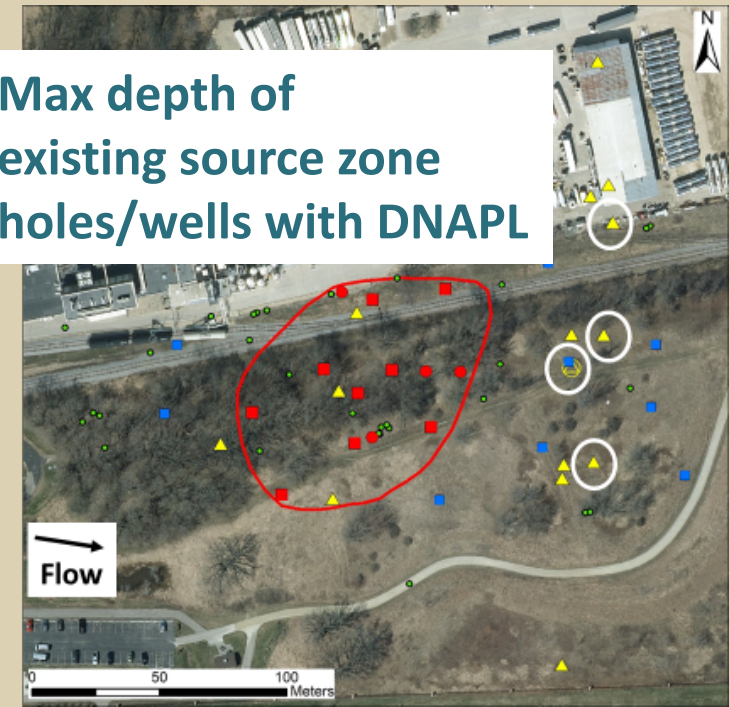 N
Max depth of
existing source zone
holes/wells with DNAPL
Flow
0 50 100
Meters